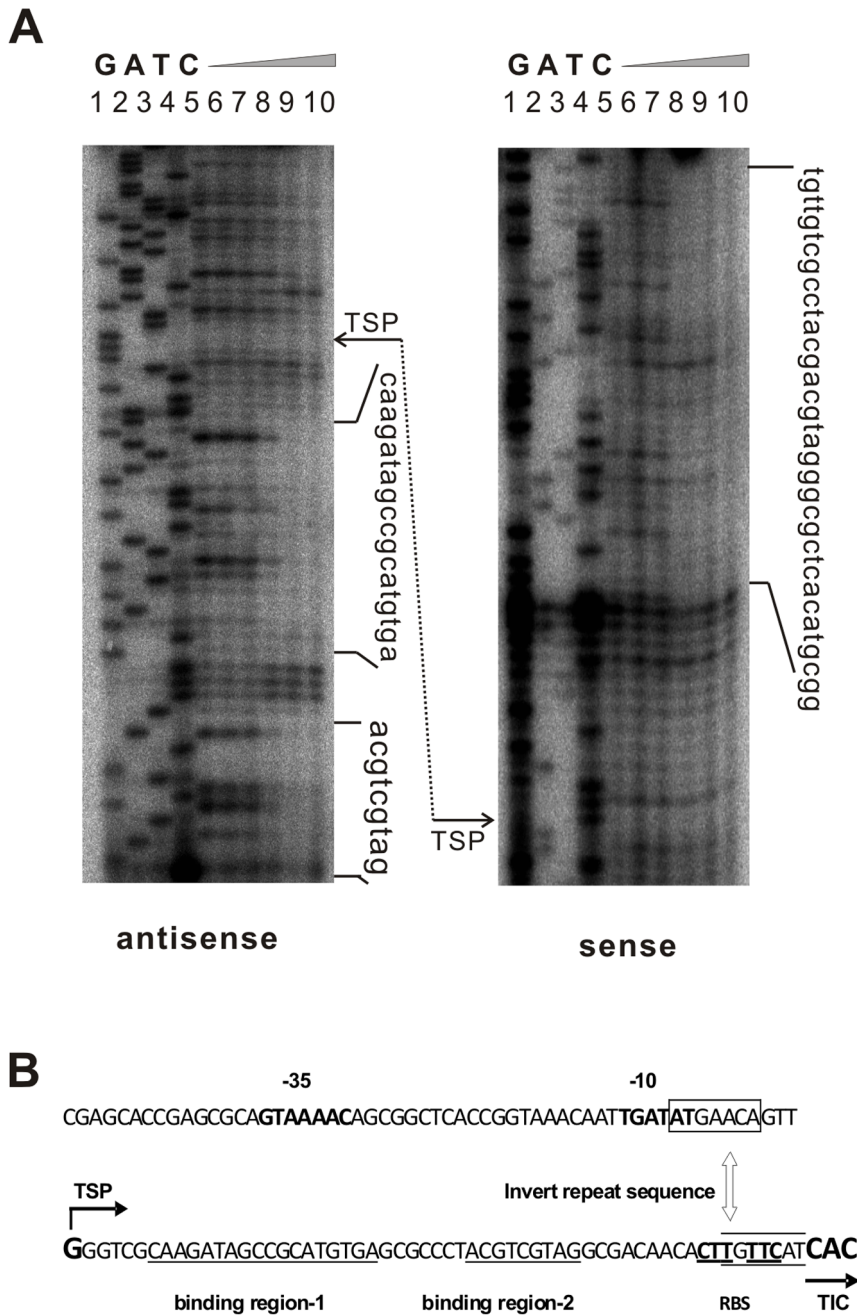 A
G A T C
1 2 3 4 5 6 7 8 9 10
TSP
caagatagccgcatgtga
acgtcgtag
antisense
G A T C
1 2 3 4 5 6 7 8 10
tgttgtcgcctacgacgtagggcgctcacatgcgg
TSP
sense
B
-35 -10
CGAGCACCGAGCGCAGTAAAACAGCGGCTCACCGGTAAACAATTGATATGAACAGTT
TSP
Invert repeat sequence
GGGTCGCAAGATAGCCGCATGTGAGCGCCCTACGTCGTAGGCGACAACACTTGTTCATCAC
binding region-1 binding region-2 RBS TIC